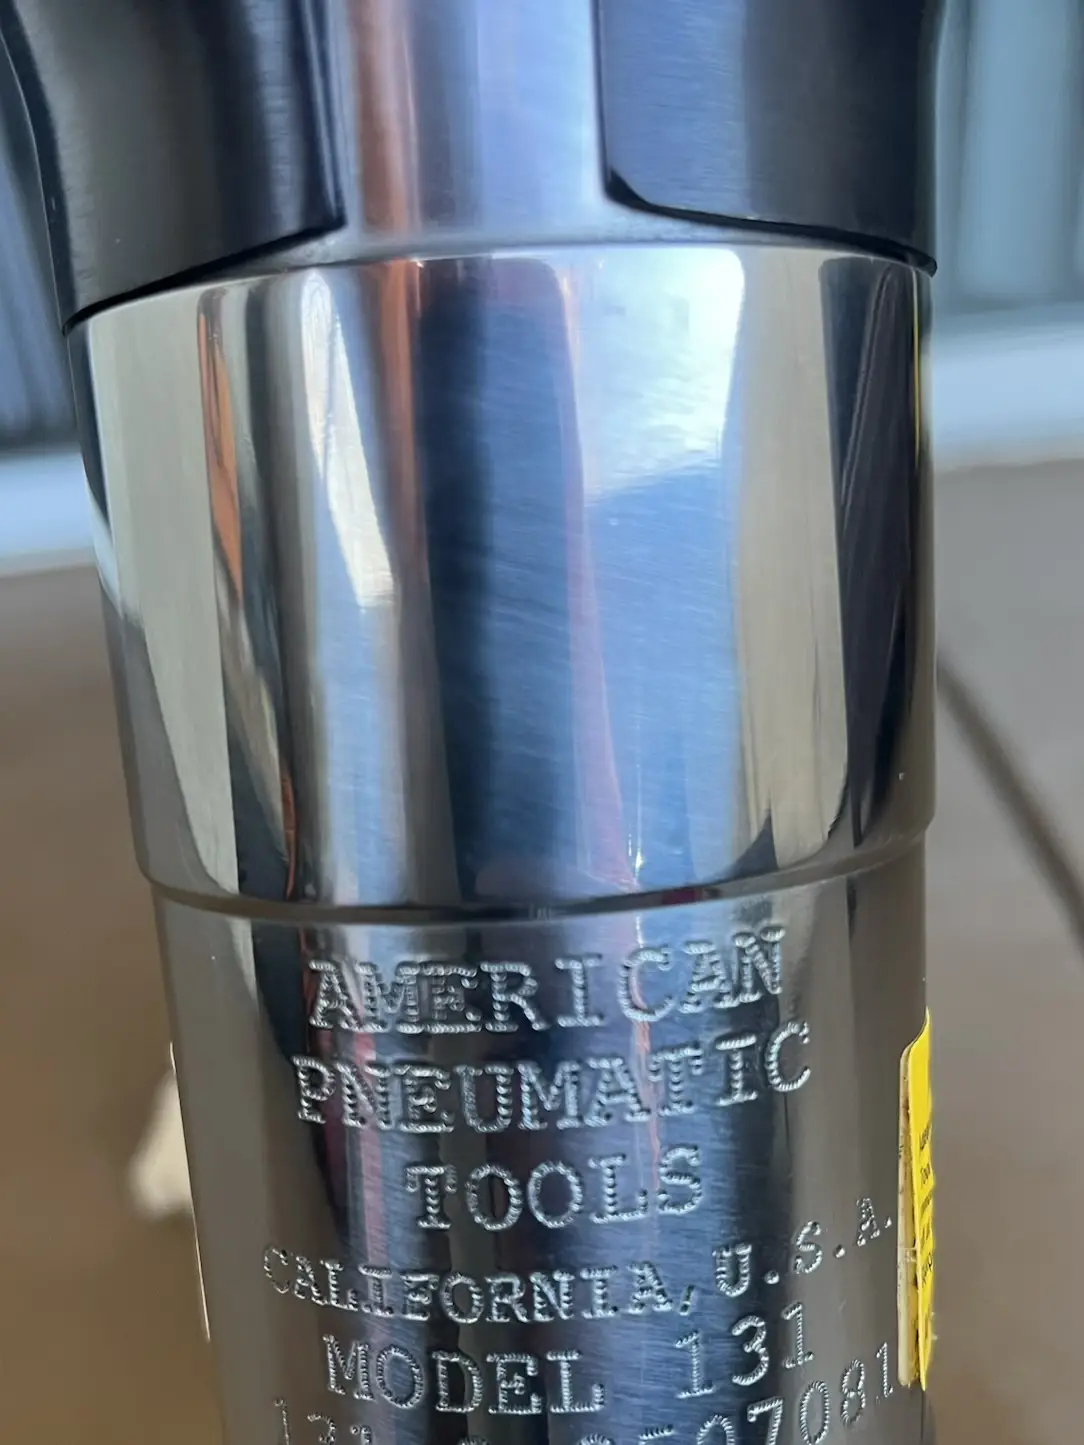 AMERICAN
PNEUMATIC
TOOLS
CALIFORNIA, U.S.A.
MODEL 131